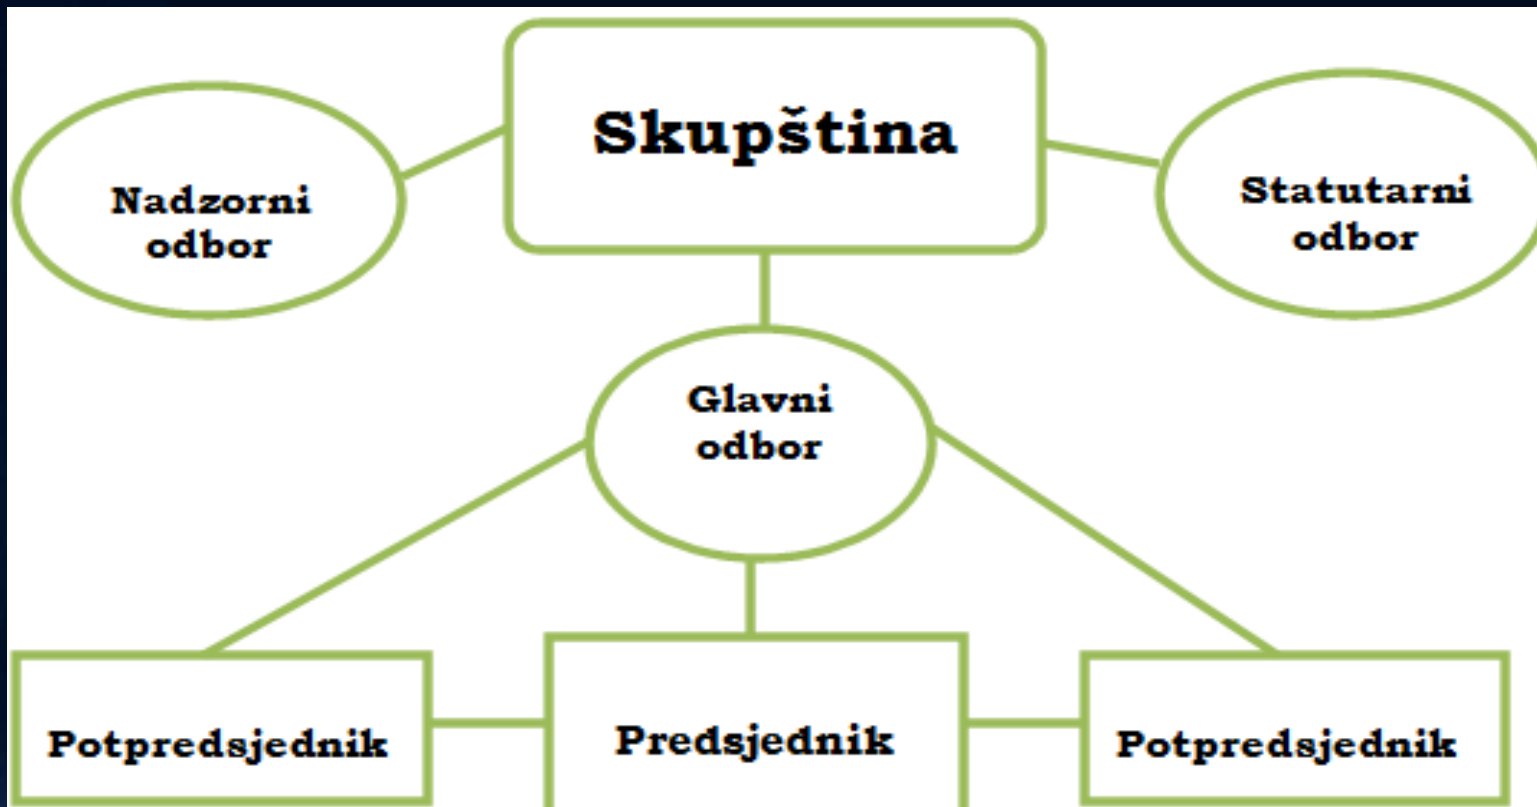 Skupština
Nadzorni
odbor
Statutarni
odbor
Glavni
odbor
Potpredsjednik
Predsjednik
Potpredsjednik